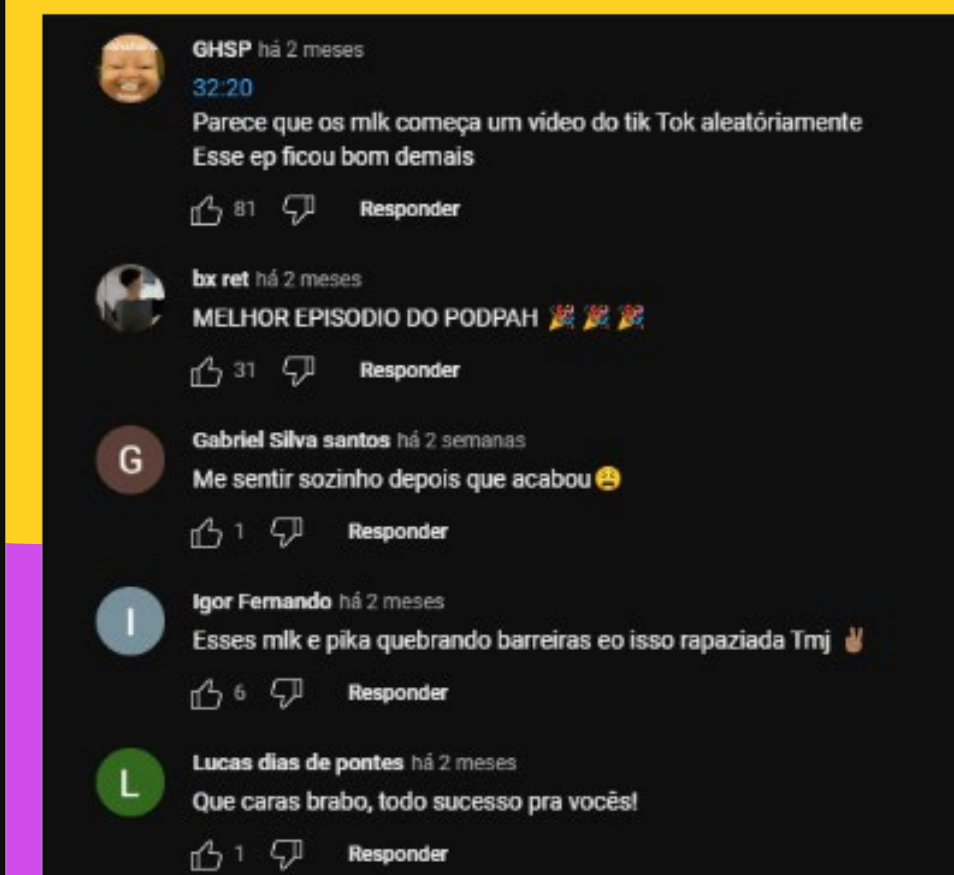 GHSP há 2 meses
32:20
Parece que os mlk começa um vídeo do tik Tok aleatóriamente
Esse ep ficou bom demais
81 Responder
bx ret há 2 meses
MELHOR EPISODIO DO PODPAH 🎉 🎉 🎉
31 Responder
G
Gabriel Silva santos há 2 semanas
Me sentir sozinho depois que acabou😩
1 Responder
I
Igor Fernando há 2 meses
Esses mlk e pika quebrando barreiras eo isso rapaziada Tmj ✌🏽
6 Responder
L
Lucas dias de pontes há 2 meses
Que caras brabo, todo sucesso pra vocês!
1 Responder